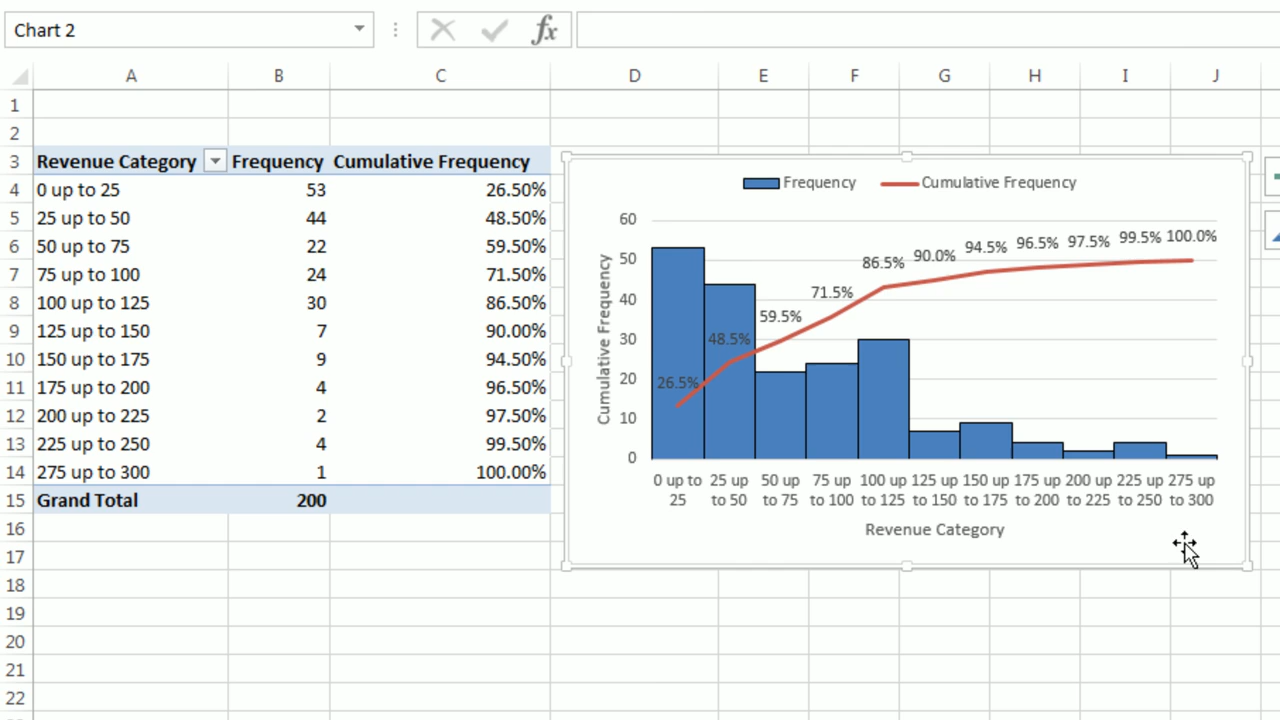 Chart 2
fx
A B C D E F G H I J
1
2
3 Revenue Category Frequency Cumulative Frequency
4 0 up to 25 53 26.50%
5 25 up to 50 44 48.50%
6 50 up to 75 22 59.50%
7 75 up to 100 24 71.50%
8 100 up to 125 30 86.50%
9 125 up to 150 7 90.00%
10 150 up to 175 9 94.50%
11 175 up to 200 4 96.50%
12 200 up to 225 2 97.50%
13 225 up to 250 4 99.50%
14 275 up to 300 1 100.00%
15 Grand Total 200
16
17
18
19
20
21
22
Frequency Cumulative Frequency
60
50
40
30
20
10
0
Cumulative Frequency
26.5%
48.5%
59.5%
71.5%
86.5%
90.0%
94.5%
96.5%
97.5%
99.5%
100.0%
0 up to 25 up 50 up 75 up 100 up 125 up 150 up 175 up 200 up 225 up 275 up
25 to 50 to 75 to 100 to 125 to 150 to 175 to 200 to 225 to 250 to 300
Revenue Category